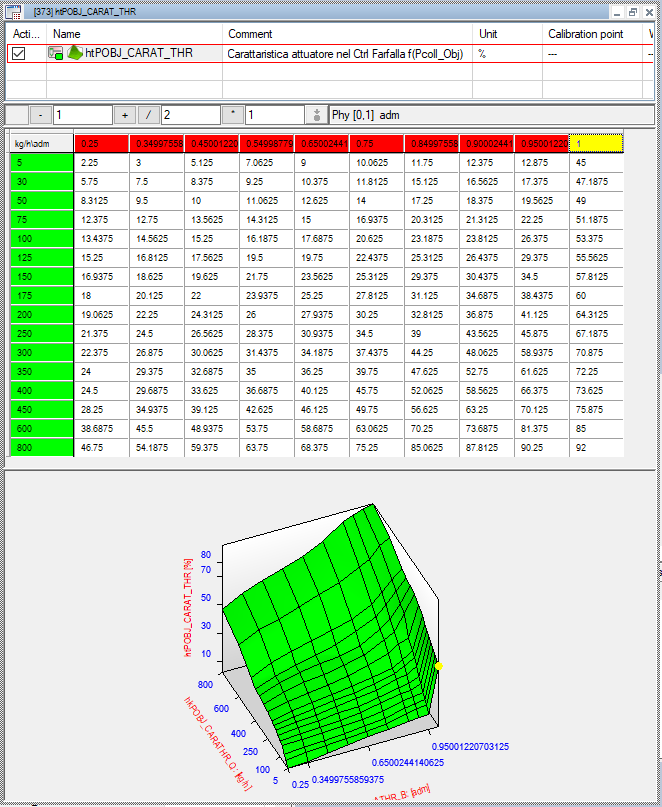 [373] htPOBJ_CARAT_THR
Acti... Name Comment Unit Calibration point
htPOBJ_CARAT_THR Carattaristica attuatore nel Ctrl Farfalla f(Pcoll_Obj) % ---
- 1 + / 2 * 1 Phy [0,1] adm
kg/h\adm 0.25 0.34997558 0.45001220 0.54998779 0.65002441 0.75 0.84997558 0.90002441 0.95001220 1
5 2.25 3 5.125 7.0625 9 10.0625 11.75 12.375 12.875 45
30 5.75 7.5 8.375 9.25 10.375 11.8125 15.125 16.5625 17.375 47.1875
50 8.3125 9.5 10 11.0625 12.625 14 17.25 18.375 19.5625 49
75 12.375 12.75 13.5625 14.3125 15 16.9375 20.3125 21.3125 22.25 51.1875
100 13.4375 14.5625 15.25 16.1875 17.6875 20.625 23.1875 23.8125 26.375 53.375
125 15.25 16.8125 17.5625 19.5 19.75 22.4375 25.3125 26.4375 29.375 55.5625
150 16.9375 18.625 19.625 21.75 23.5625 25.3125 29.375 30.4375 34.5 57.8125
175 18 20.125 22 23.9375 25.25 27.8125 31.125 34.6875 38.4375 60
200 19.0625 22.25 24.3125 26 27.9375 30.25 32.8125 36.875 41.125 64.3125
250 21.375 24.5 26.5625 28.375 30.9375 34.5 39 43.5625 45.875 67.1875
300 22.375 26.875 30.0625 31.4375 34.1875 37.4375 44.25 48.0625 58.9375 70.875
350 24 29.375 32.6875 35 36.25 39.75 47.625 52.75 61.625 72.25
400 24.5 29.6875 33.625 36.6875 40.125 45.75 52.0625 58.5625 66.375 73.625
450 28.25 34.9375 39.125 42.625 46.125 49.75 56.625 63.25 70.125 75.875
600 38.6875 45.5 48.9375 53.75 58.6875 63.0625 70.25 73.6875 81.375 85
800 46.75 54.1875 59.375 63.75 68.375 75.25 85.0625 87.8125 90.25 92
htPOBJ_CARAT_THR [%]
80
70
50
30
10
800
600
400
250
100
5
hkPOBJ_CARATHR_Q: [kg/h]
0.25 0.3499755859375
0.6500244140625
0.95001220703125
ATHR_B: [adm]